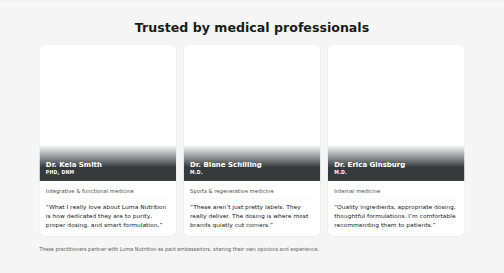 Trusted by medical professionals
Dr. Kela Smith
PHD, DNM
Integrative & functional medicine
"What I really love about Luma Nutrition
is how dedicated they are to purity,
proper dosing, and smart formulation."
Dr. Blane Schilling
M.D.
Sports & regenerative medicine
"These aren't just pretty labels. They
really deliver. The dosing is where most
brands quietly cut corners."
Dr. Erica Ginsburg
M.D.
Internal medicine
"Quality ingredients, appropriate dosing,
thoughtful formulations. I'm comfortable
recommending them to patients."
These practitioners partner with Luma Nutrition as paid ambassadors, sharing their own opinions and experience.